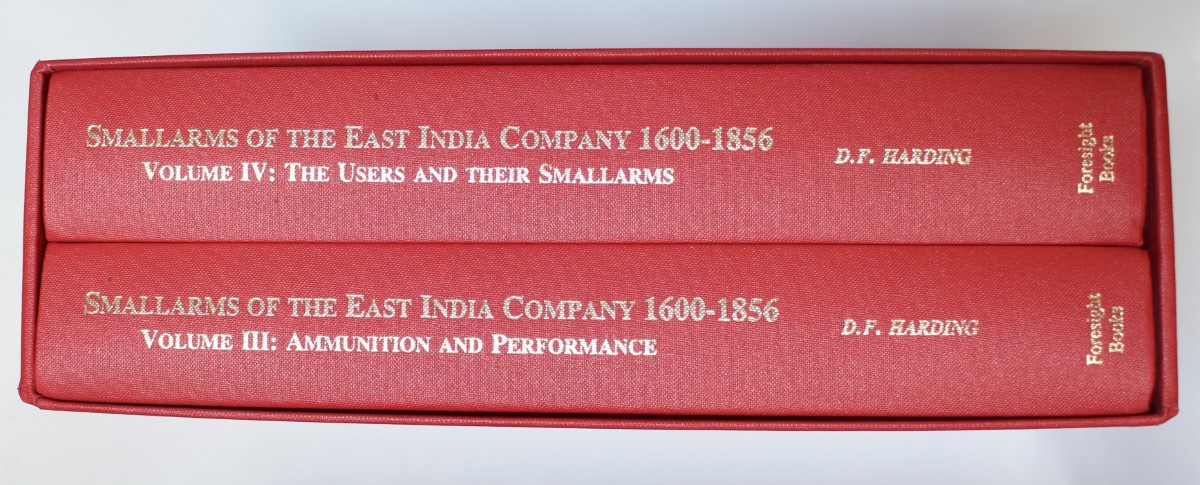 SMALLARMS OF THE EAST INDIA COMPANY 1600-1856
VOLUME IV: THE USERS AND THEIR SMALLARMS
D.F. HARDING
Foresight
Books
SMALLARMS OF THE EAST INDIA COMPANY 1600-1856
VOLUME III: AMMUNITION AND PERFORMANCE
D.F. HARDING
Foresight
Books